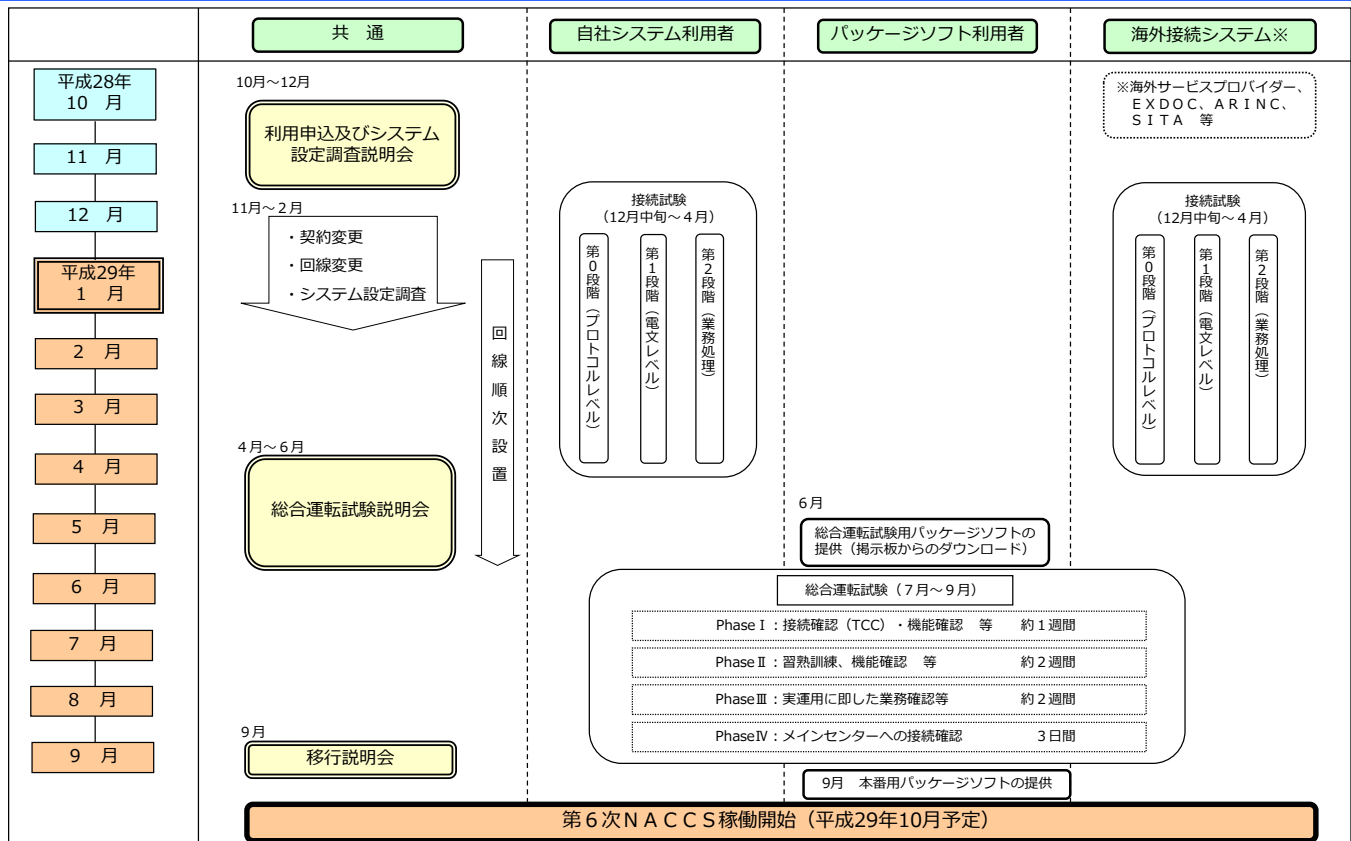 共　通
自社システム利用者
パッケージソフト利用者
海外接続システム※
平成28年
10　月
11　月
12　月
平成29年
1　月
2　月
3　月
4　月
5　月
6　月
7　月
8　月
9　月
10月～12月
利用申込及びシステム
設定調査説明会
11月～２月
・契約変更
・回線変更
・システム設定調査
回線順次設置
４月～６月
総合運転試験説明会
9月
移行説明会
接続試験
（12月中旬～４月）
第０段階（プロトコルレベル）
第１段階（電文レベル）
第２段階（業務処理）
6月
総合運転試験用パッケージソフトの
提供（掲示板からのダウンロード）
※海外サービスプロバイダー、
ＥＸＤＯＣ、ＡＲＩＮＣ、
ＳＩＴＡ　等
接続試験
（12月中旬～４月）
第０段階（プロトコルレベル）
第１段階（電文レベル）
第２段階（業務処理）
総合運転試験（７月～９月）
PhaseⅠ：接続確認（TCC）・機能確認　等　　約１週間
PhaseⅡ：習熟訓練、機能確認　等　　約２週間
PhaseⅢ：実運用に即した業務確認等　　約２週間
PhaseⅣ：メインセンターへの接続確認　　３日間
9月　本番用パッケージソフトの提供
第６次ＮＡＣＣＳ稼働開始（平成29年10月予定）